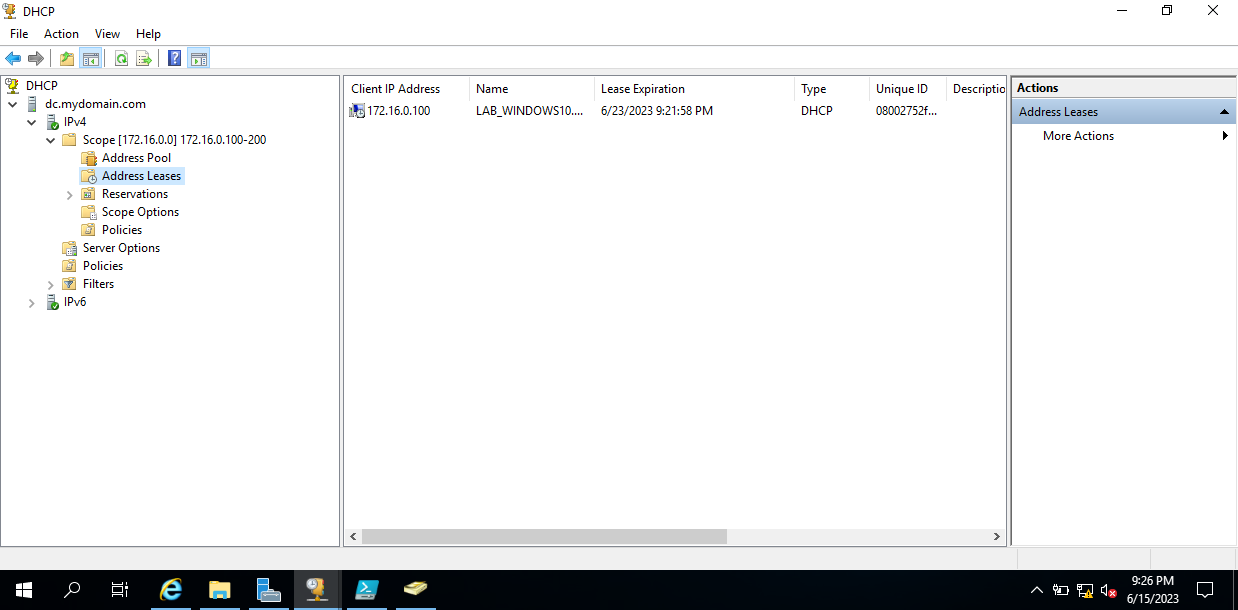 DHCP
File Action View Help
DHCP
dc.mydomain.com
IPv4
Scope [172.16.0.0] 172.16.0.100-200
Address Pool
Address Leases
Reservations
Scope Options
Policies
Server Options
Policies
Filters
IPv6
Client IP Address Name Lease Expiration Type Unique ID Descriptio
172.16.0.100 LAB_WINDOWS10.... 6/23/2023 9:21:58 PM DHCP 08002752f...
Actions
Address Leases
More Actions
9:26 PM
6/15/2023